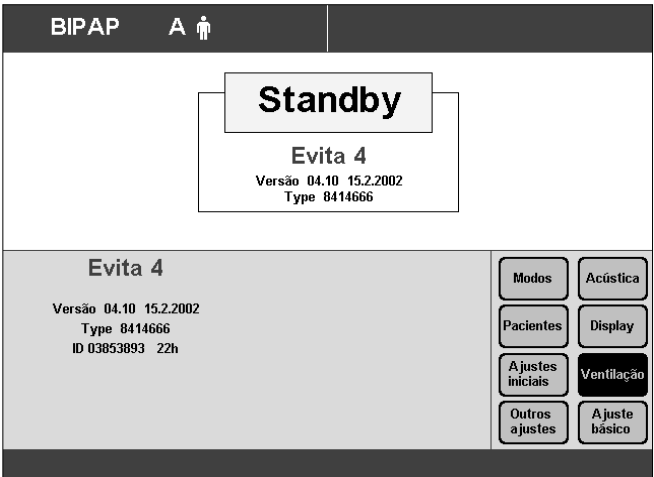 BIPAP A
Standby
Evita 4
Versão 04.10 15.2.2002
Type 8414666
Evita 4
Versão 04.10 15.2.2002
Type 8414666
ID 03853893 22h
Modos
Acústica
Pacientes
Display
Ajustes
iniciais
Ventilação
Outros
ajustes
Ajuste
básico